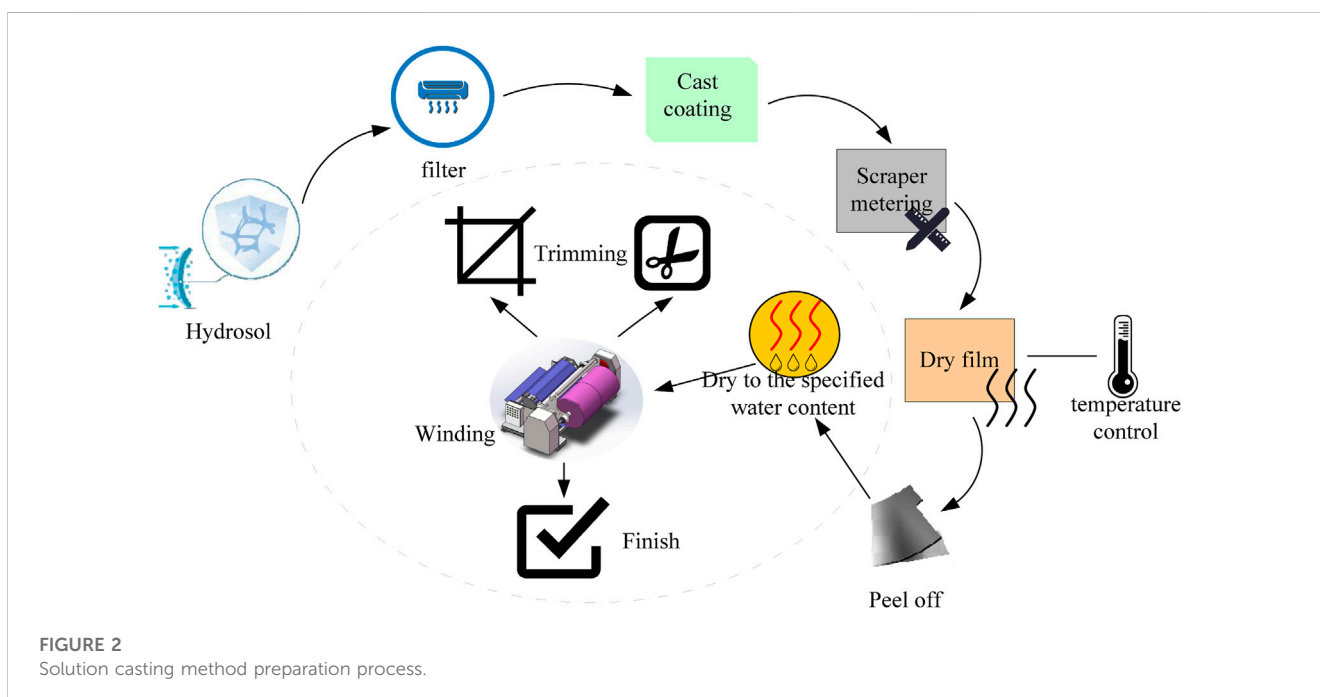 Cast
coating
filter
Scraper
metering
Hydrosol
Trimming
Dry film
Dry to the specified
water content
temperature
control
Winding
Finish
Peel off
FIGURE 2
Solution casting method preparation process.